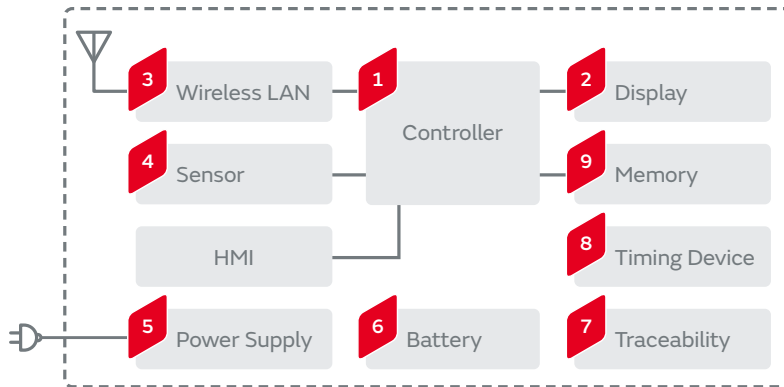 3 Wireless LAN
1
Controller
2 Display
4 Sensor
9 Memory
HMI
8 Timing Device
5 Power Supply
6 Battery
7 Traceability